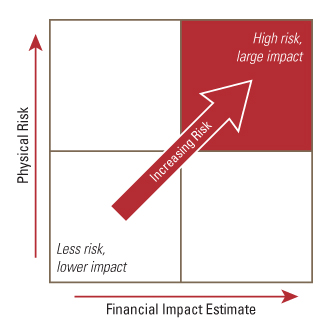 High risk,
large impact
Physical Risk
Increasing Risk
Less risk,
lower impact
Financial Impact Estimate